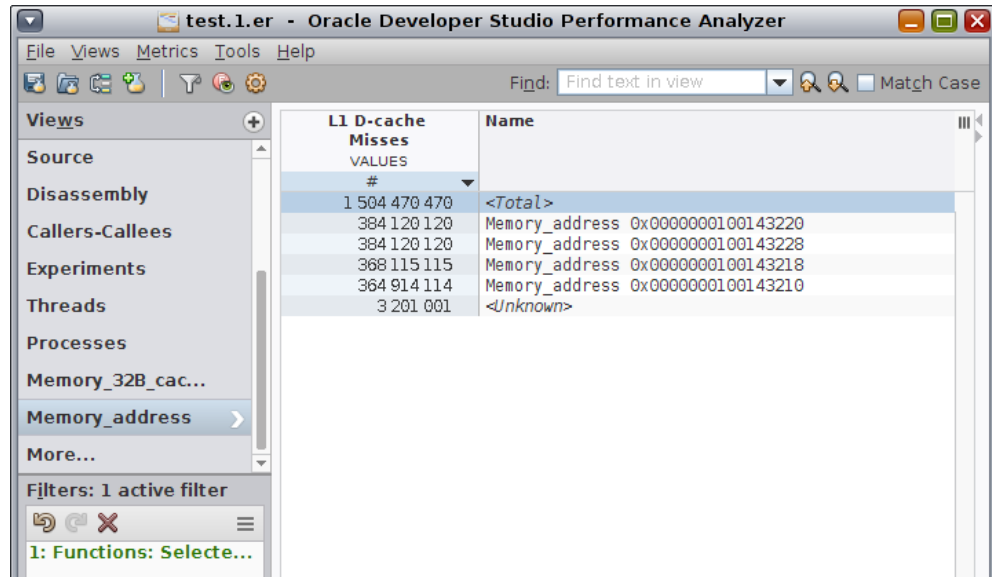 test.1.er - Oracle Developer Studio Performance Analyzer
File Views Metrics Tools Help
Find: Find text in view Match Case
Views
Source
Disassembly
Callers-Callees
Experiments
Threads
Processes
Memory_32B_cac...
Memory_address
More...
Filters: 1 active filter
1: Functions: Selecte...
L1 D-cache Name
Misses
VALUES
#
1 504 470 470 <Total>
384 120 120 Memory_address 0x0000000100143220
384 120 120 Memory_address 0x0000000100143228
368 115 115 Memory_address 0x0000000100143218
364 914 114 Memory_address 0x0000000100143210
3 201 001 <Unknown>